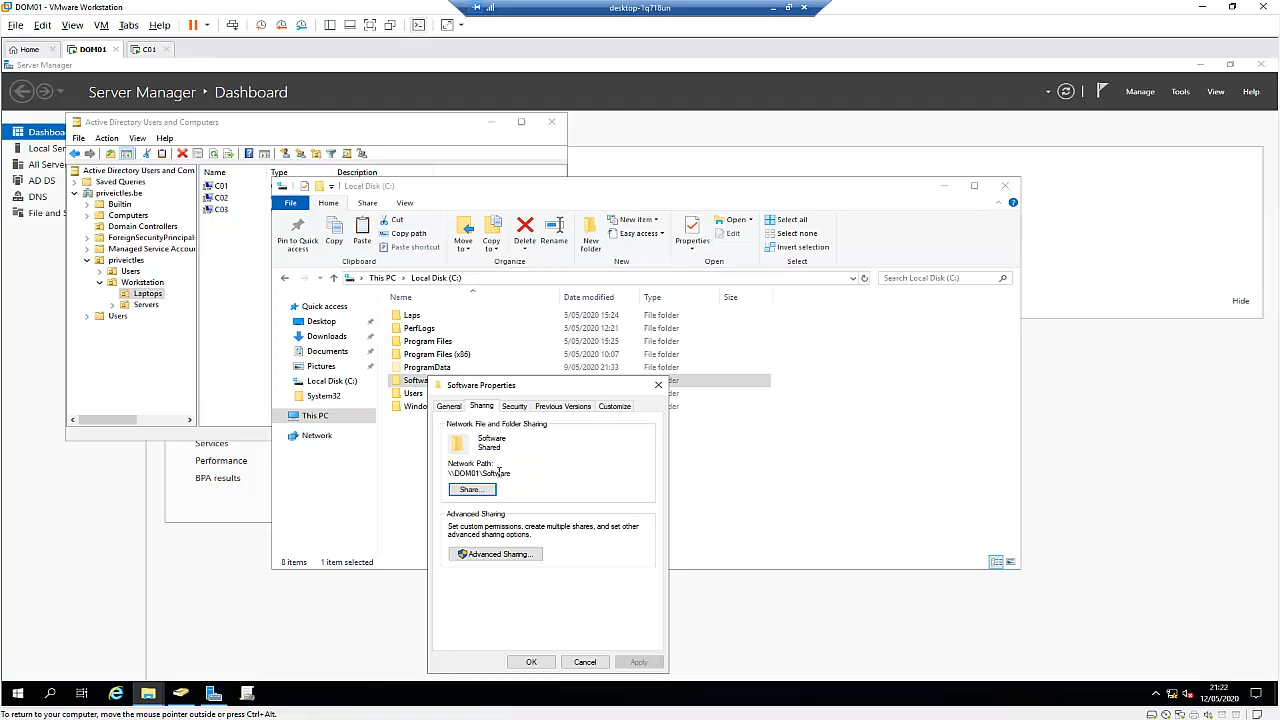 DOM01 - VMware Workstation
desktop-1q718un
File Edit View VM Tabs Help
Home DOM01 C01
Server Manager
Server Manager Dashboard
Manage Tools View Help
Dashboa
Local Ser
All Serve
AD DS
DNS
File and S
Active Directory Users and Computers
File Action View Help
Active Directory Users and Com
Saved Queries
priveictles.be
Builtin
Computers
Domain Controllers
ForeignSecurityPrincipal
Managed Service Accour
priveictles
Users
Workstation
Laptops
Servers
Users
Name Type Description
C01
C02
C03
Local Disk (C:)
File Home Share View
Pin to Quick access
Copy
Paste
Cut
Copy path
Paste shortcut
Clipboard
Move to
Copy to
Delete
Rename
Organize
New folder
New item
Easy access
New
Properties
Open
Edit
Open
Select all
Select none
Invert selection
Select
This PC Local Disk (C:)
Search Local Disk (C:)
Quick access
Desktop
Downloads
Documents
Pictures
Local Disk (C:)
System32
This PC
Network
Name Date modified Type Size
Laps 5/05/2020 15:24 File folder
PerfLogs 5/05/2020 12:21 File folder
Program Files 5/05/2020 15:25 File folder
Program Files (x86) 5/05/2020 10:07 File folder
ProgramData 9/05/2020 21:33 File folder
Softwa lder
Users lder
Windo lder
8 items 1 item selected
Hide
Services
Performance
BPA results
Software Properties
General Sharing Security Previous Versions Customize
Network File and Folder Sharing
Software
Shared
Network Path:
\\DOM01\Software
Share...
Advanced Sharing
Set custom permissions, create multiple shares, and set other
advanced sharing options.
Advanced Sharing...
OK Cancel Apply
21:22
12/05/2020
To return to your computer, move the mouse pointer outside or press Ctrl+Alt.